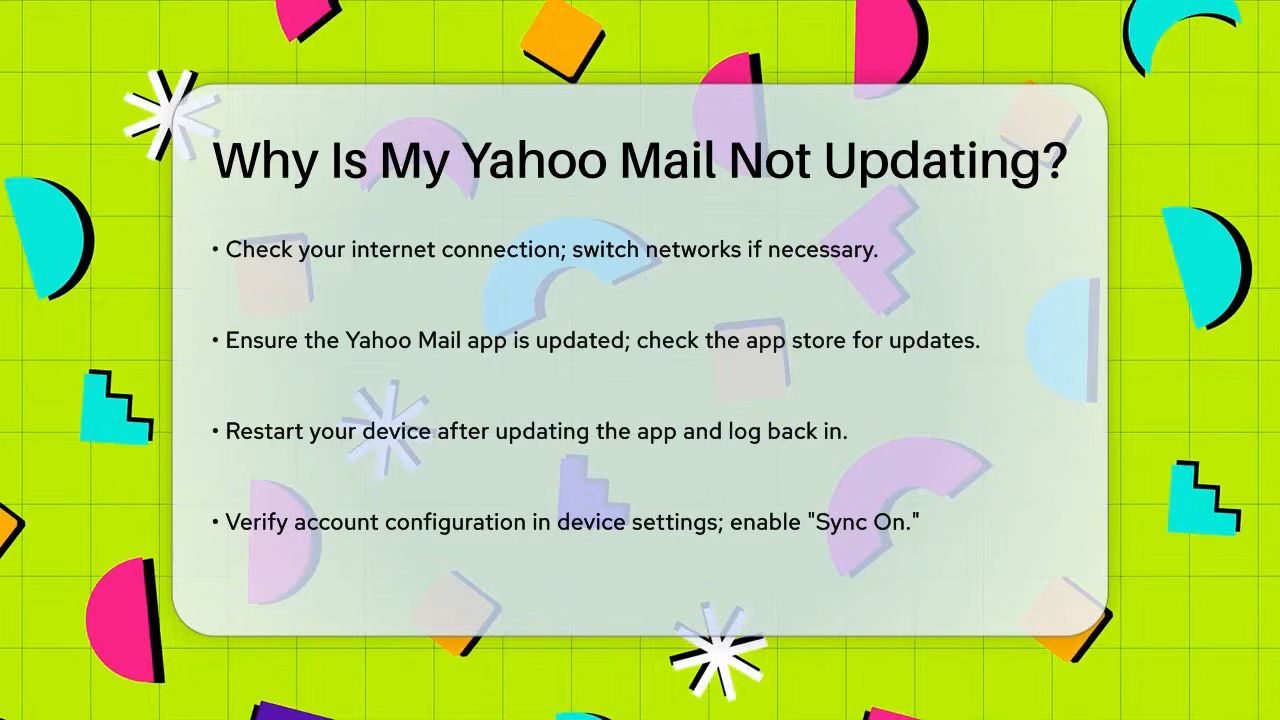 Why Is My Yahoo Mail Not Updating?
• Check your internet connection; switch networks if necessary.
• Ensure the Yahoo Mail app is updated; check the app store for updates.
• Restart your device after updating the app and log back in.
• Verify account configuration in device settings; enable "Sync On."